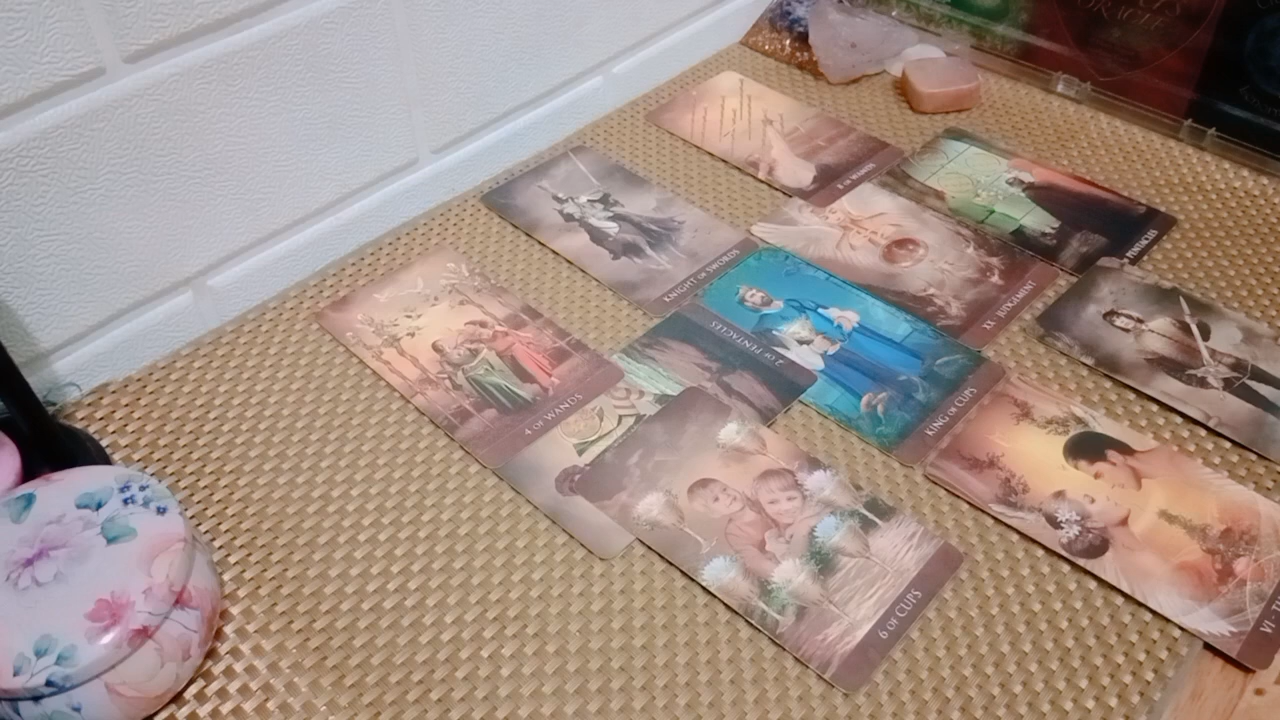 ORACLE
8 OF WANDS
PENTACLES
KNIGHT OF SWORDS
XX - JUDGEMENT
2 OF PENTACLES
KING OF CUPS
4 OF WANDS
6 OF CUPS
VI -